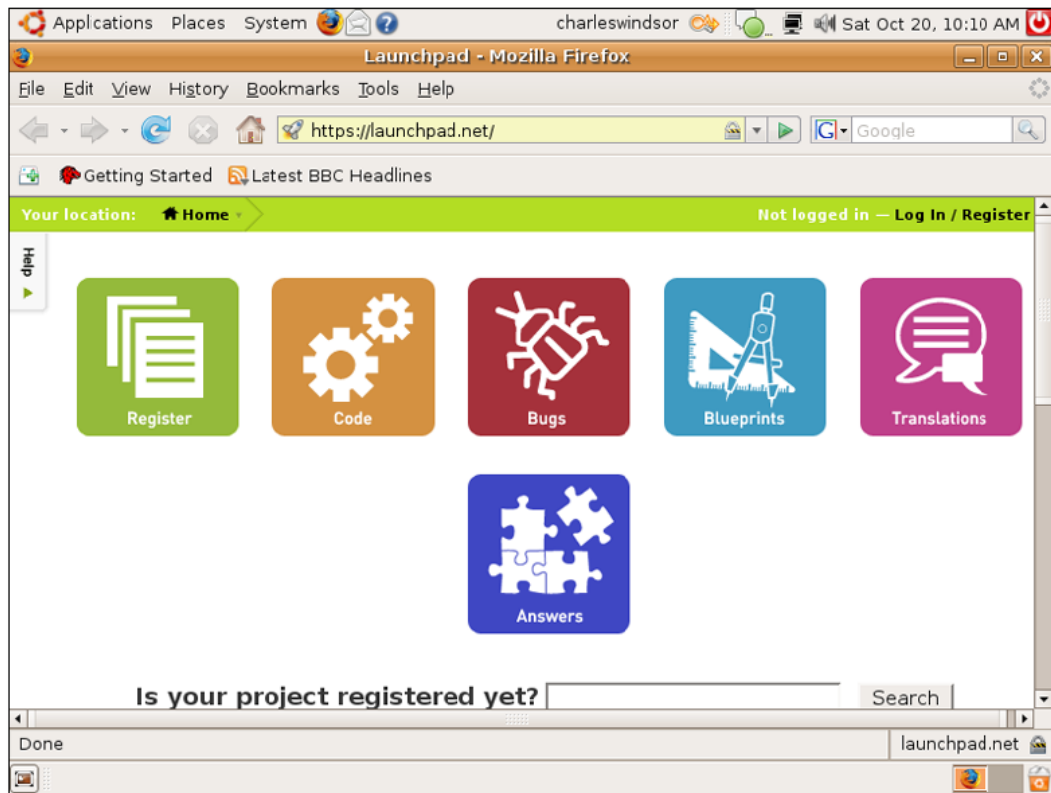 Applications Places System charleswindsor Sat Oct 20, 10:10 AM
Launchpad - Mozilla Firefox
File Edit View History Bookmarks Tools Help
https://launchpad.net/ G Google
Getting Started Latest BBC Headlines
Your location: Home Not logged in — Log In / Register
Help
Register Code Bugs Blueprints Translations
Answers
Is your project registered yet? Search
Done launchpad.net